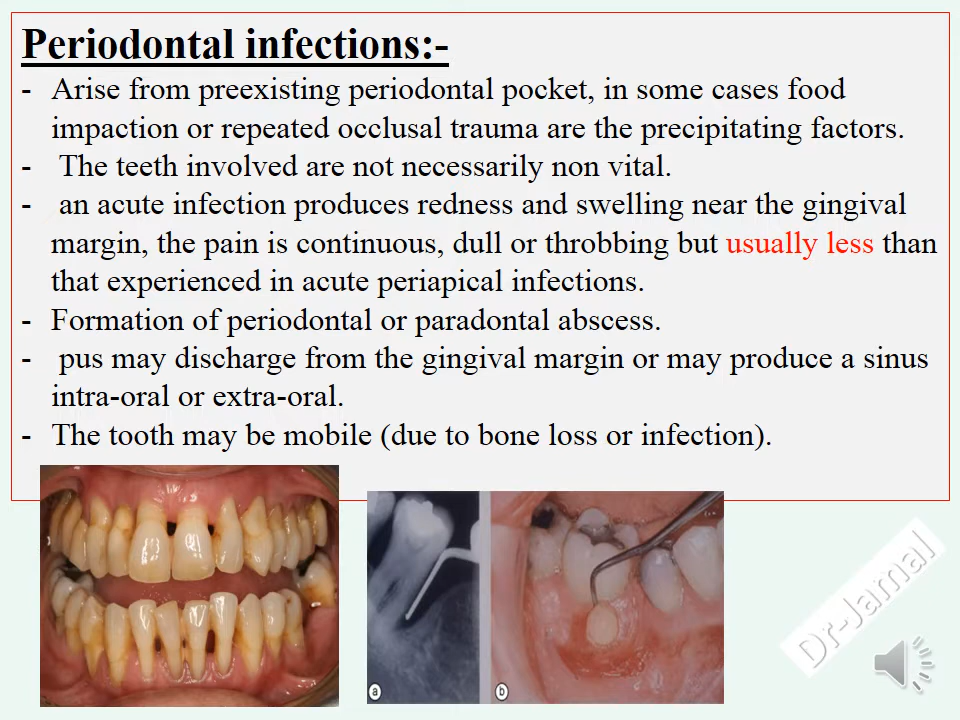 Periodontal infections:-
- Arise from preexisting periodontal pocket, in some cases food
impaction or repeated occlusal trauma are the precipitating factors.
- The teeth involved are not necessarily non vital.
- an acute infection produces redness and swelling near the gingival
margin, the pain is continuous, dull or throbbing but usually less than
that experienced in acute periapical infections.
- Formation of periodontal or paradontal abscess.
- pus may discharge from the gingival margin or may produce a sinus
intra-oral or extra-oral.
- The tooth may be mobile (due to bone loss or infection).
a
b
Dr-Jamal